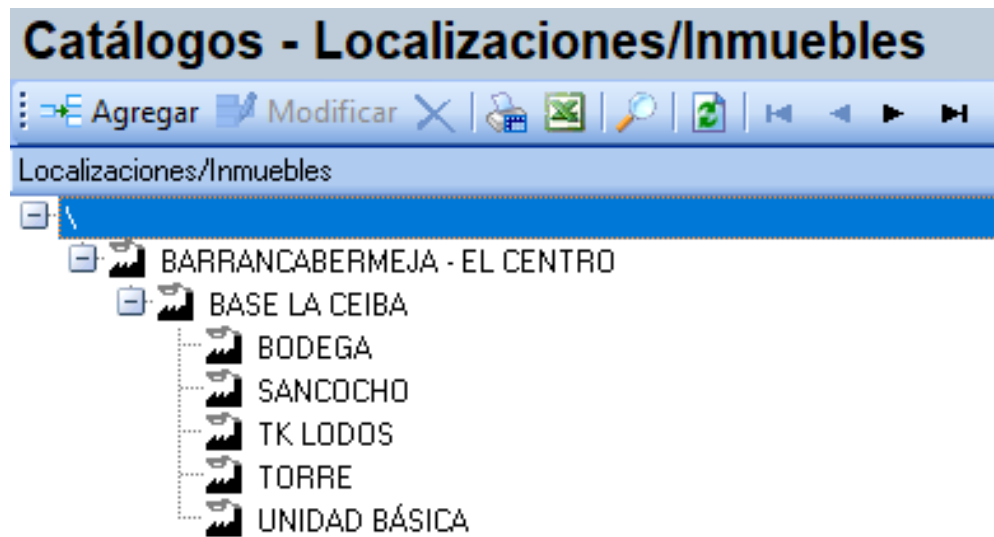 Catálogos - Localizaciones/Inmuebles
Agregar Modificar
Localizaciones/Inmuebles
\
BARRANCABERMEJA - EL CENTRO
BASE LA CEIBA
BODEGA
SANCOCHO
TK LODOS
TORRE
UNIDAD BÁSICA